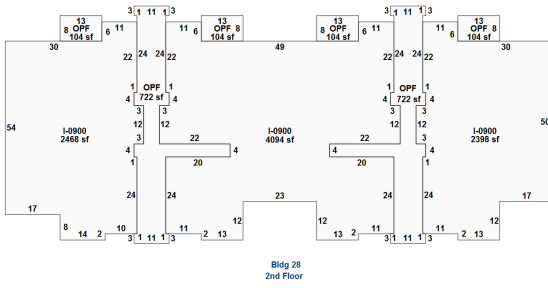 3 1 11 1 3 3 1 11 1 3
13 11 11 13 13 11 11 13
8 OPF 6 6 OPF 8 8 OPF 6 6 OPF 8
104 sf 104 sf 104 sf 104 sf
30 49 30
22 24 24 22 22 24 24 22
1 OPF 1 1 OPF 1
4 722 sf 4 4 722 sf 4
3 3 3 3
54 12 12 12 12 50
I-0900 I-0900 I-0900
2468 sf 4094 sf 2398 sf
3 22 22 3
4 4 4 4
1 20 20 1
24 24 24 24
17 23 17
8 10 11 12 12 11 10 8
14 2 2 13 13 2 2 13
3 1 11 1 3 3 1 11 1 3
Bldg 28
2nd Floor